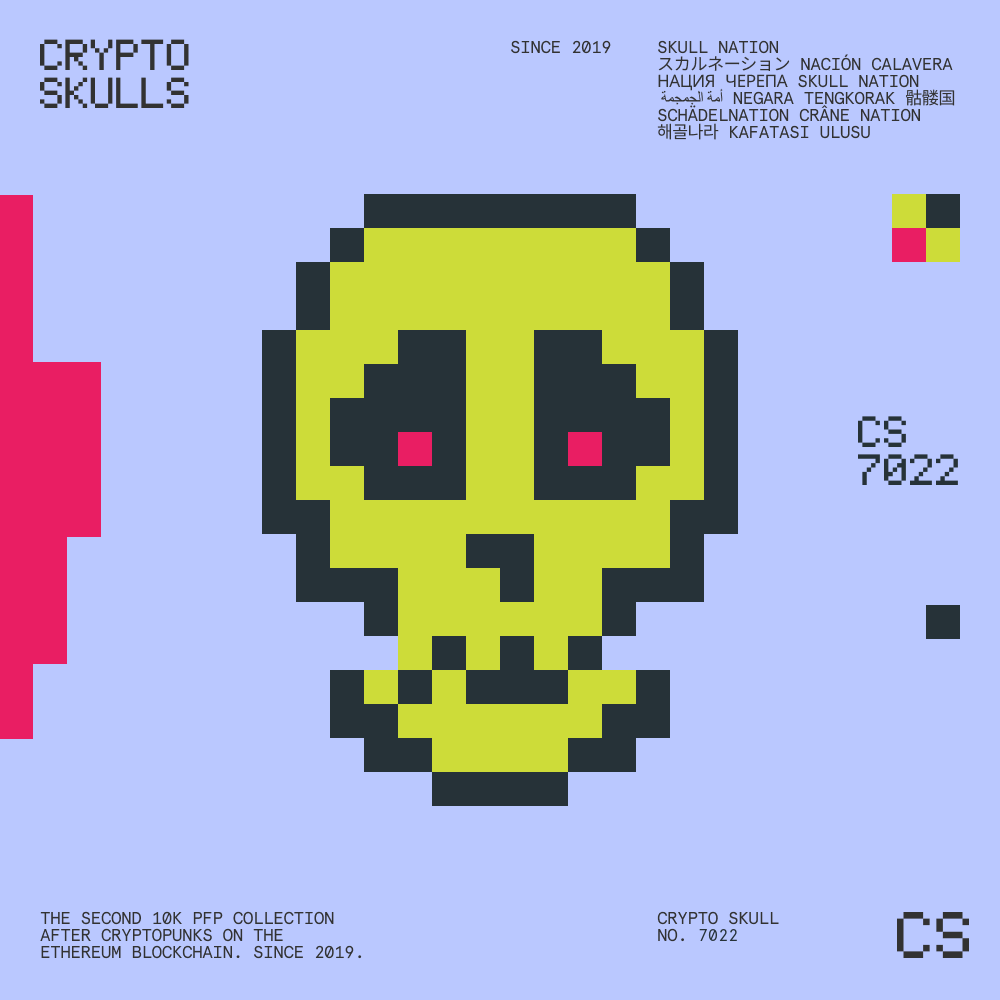 CRYPTO
SKULLS
SINCE 2019
SKULL NATION
スカルネーション NACIÓN CALAVERA
НАЦИЯ ЧЕРЕПА SKULL NATION
أمة الجمجمة NEGARA TENGKORAK 骷髅国
SCHÄDELNATION CRÂNE NATION
해골나라 KAFATASI ULUSU
CS
7022
THE SECOND 10K PFP COLLECTION
AFTER CRYPTOPUNKS ON THE
ETHEREUM BLOCKCHAIN. SINCE 2019.
CRYPTO SKULL
NO. 7022
CS